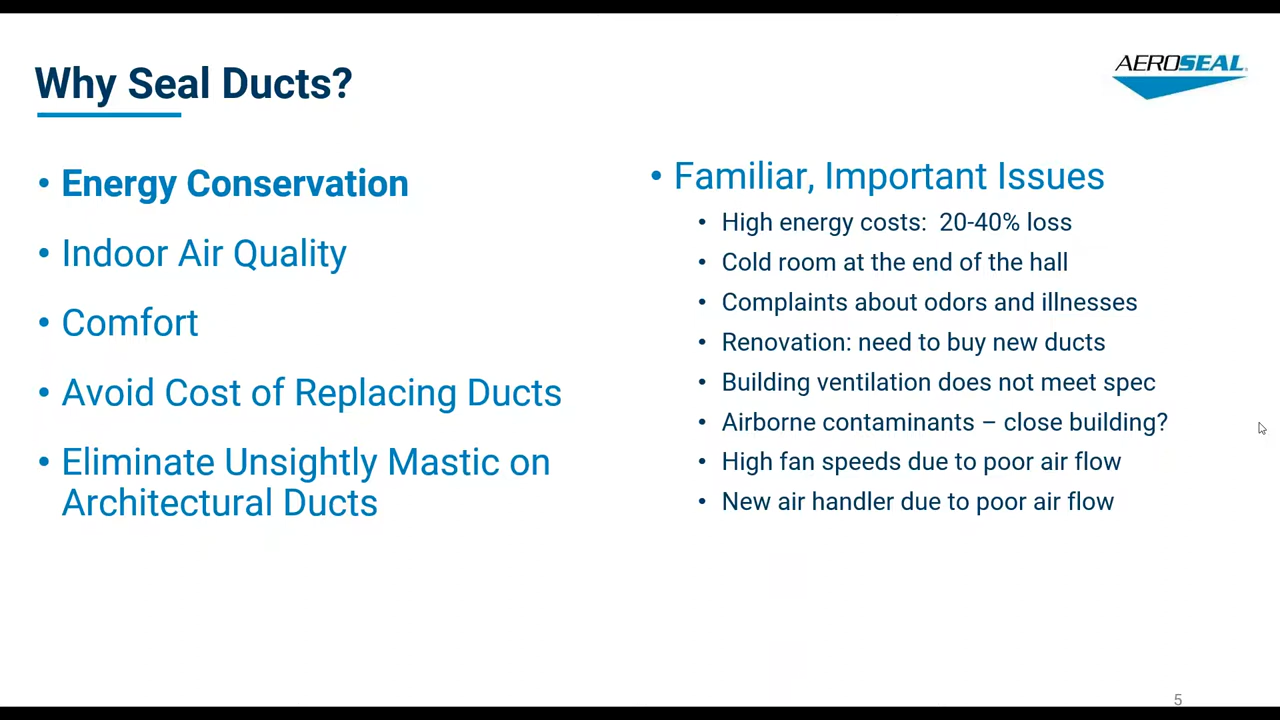 Why Seal Ducts?
AEROSEAL
• Energy Conservation
• Indoor Air Quality
• Comfort
• Avoid Cost of Replacing Ducts
• Eliminate Unsightly Mastic on
Architectural Ducts
• Familiar, Important Issues
• High energy costs:  20-40% loss
• Cold room at the end of the hall
• Complaints about odors and illnesses
• Renovation: need to buy new ducts
• Building ventilation does not meet spec
• Airborne contaminants – close building?
• High fan speeds due to poor air flow
• New air handler due to poor air flow
5